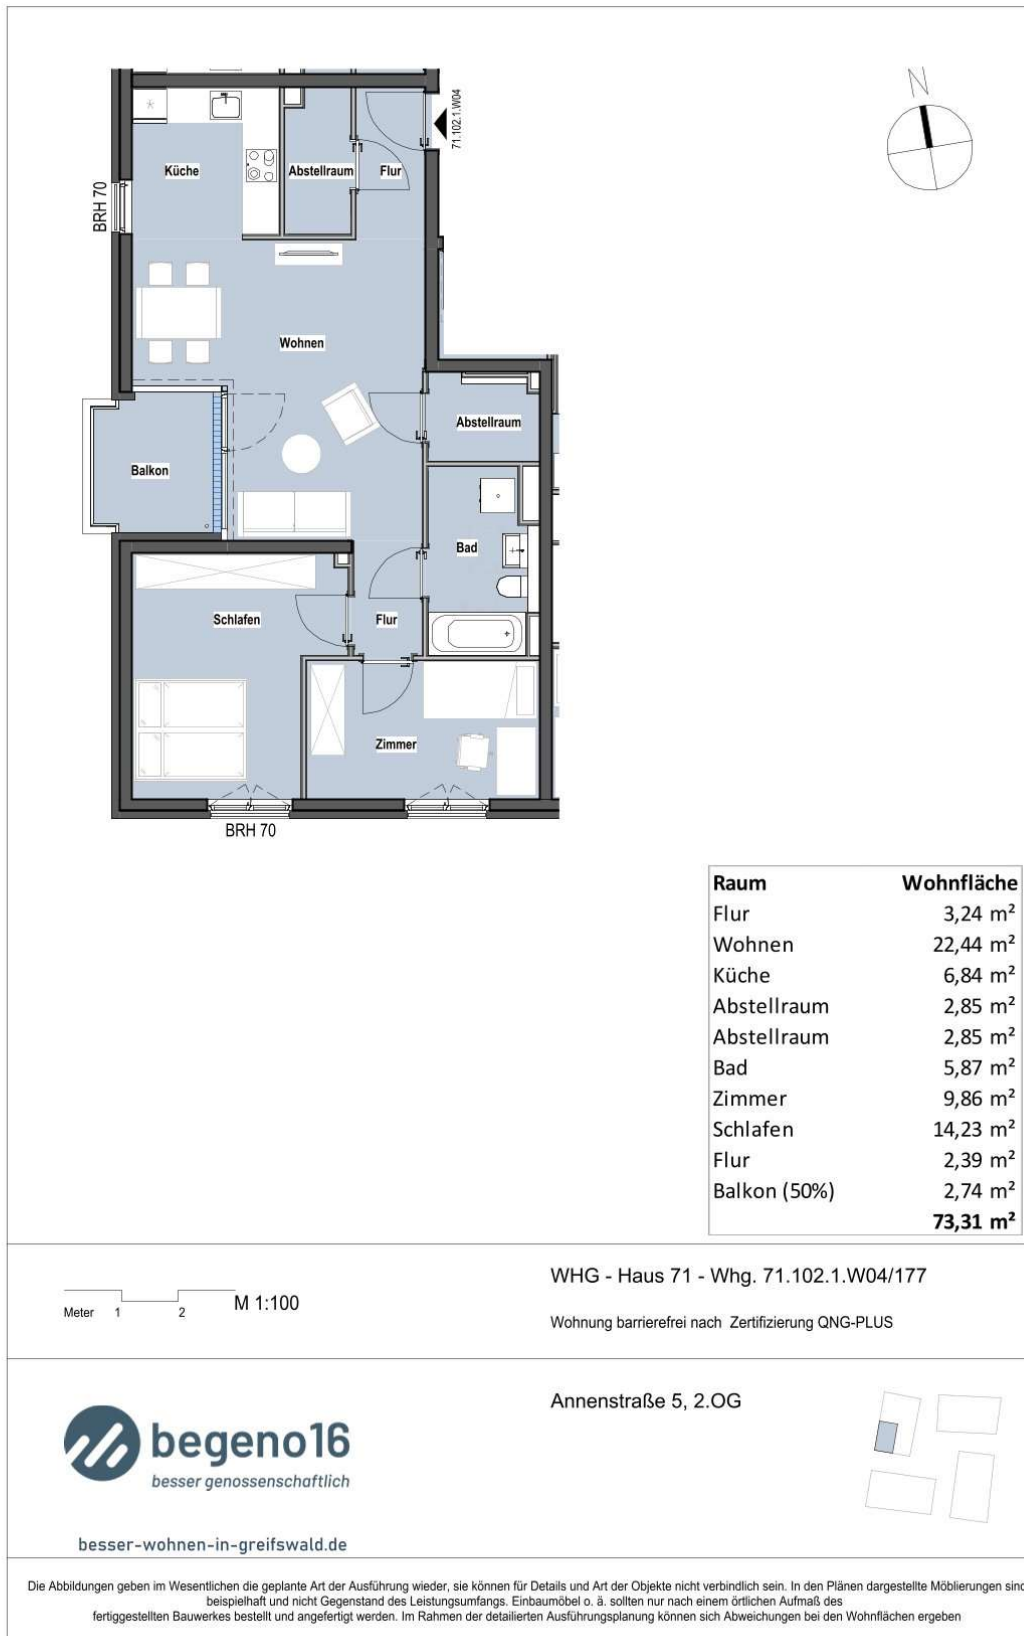 N
71.102.1.W04
Küche
Abstellraum
Flur
BRH 70
Wohnen
Abstellraum
Balkon
Bad
Schlafen
Flur
Zimmer
BRH 70
Raum Wohnfläche
Flur 3,24 m²
Wohnen 22,44 m²
Küche 6,84 m²
Abstellraum 2,85 m²
Abstellraum 2,85 m²
Bad 5,87 m²
Zimmer 9,86 m²
Schlafen 14,23 m²
Flur 2,39 m²
Balkon (50%) 2,74 m²
73,31 m²
Meter 1 2 M 1:100
WHG - Haus 71 - Whg. 71.102.1.W04/177
Wohnung barrierefrei nach Zertifizierung QNG-PLUS
Annenstraße 5, 2.OG
begeno16
besser genossenschaftlich
besser-wohnen-in-greifswald.de
Die Abbildungen geben im Wesentlichen die geplante Art der Ausführung wieder, sie können für Details und Art der Objekte nicht verbindlich sein. In den Plänen dargestellte Möblierungen sind
beispielhaft und nicht Gegenstand des Leistungsumfangs. Einbaumöbel o. ä. sollten nur nach einem örtlichen Aufmaß des
fertiggestellten Bauwerkes bestellt und angefertigt werden. Im Rahmen der detailierten Ausführungsplanung können sich Abweichungen bei den Wohnflächen ergeben